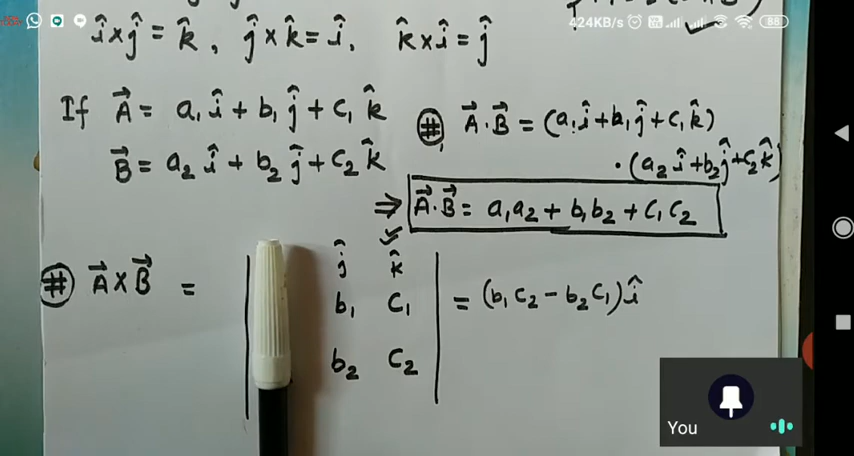 424KB/s
88
î×ĵ = k̂, ĵ×k̂ = î, k̂×î = ĵ
If A⃗ = a₁î + b₁ĵ + c₁k̂
B⃗ = a₂î + b₂ĵ + c₂k̂
# A⃗·B⃗ = (a₁î + b₁ĵ + c₁k̂)
·(a₂î + b₂ĵ + c₂k̂)
⇒ A⃗·B⃗ = a₁a₂ + b₁b₂ + c₁c₂
# A⃗×B⃗ = | ĵ k̂
b₁ c₁
b₂ c₂ | = (b₁c₂ − b₂c₁)î
You